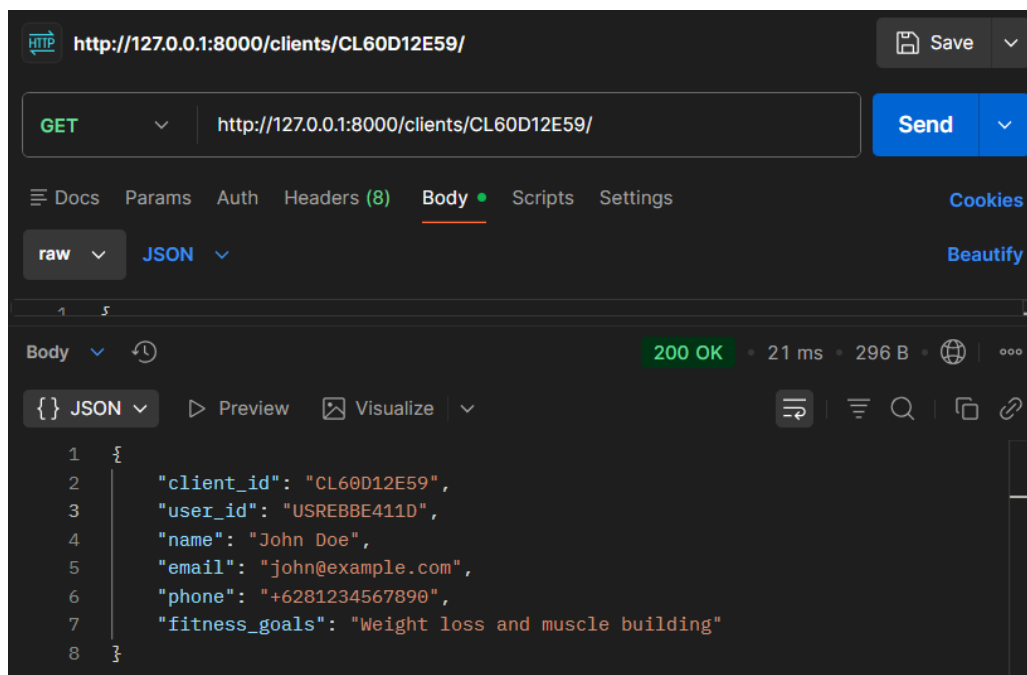 HTTP http://127.0.0.1:8000/clients/CL60D12E59/ Save
GET http://127.0.0.1:8000/clients/CL60D12E59/ Send
Docs Params Auth Headers (8) Body Scripts Settings Cookies
raw JSON Beautify
1 {
Body 200 OK 21 ms 296 B
{} JSON Preview Visualize
1 {
2 "client_id": "CL60D12E59",
3 "user_id": "USREBBE411D",
4 "name": "John Doe",
5 "email": "john@example.com",
6 "phone": "+6281234567890",
7 "fitness_goals": "Weight loss and muscle building"
8 }